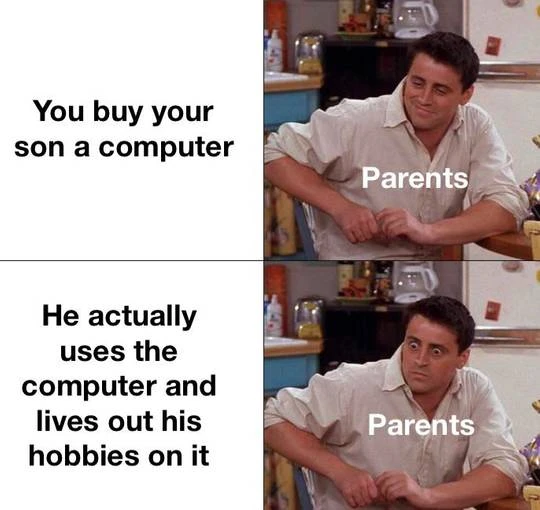 You buy your
son a computer
Parents
He actually
uses the
computer and
lives out his
hobbies on it
Parents